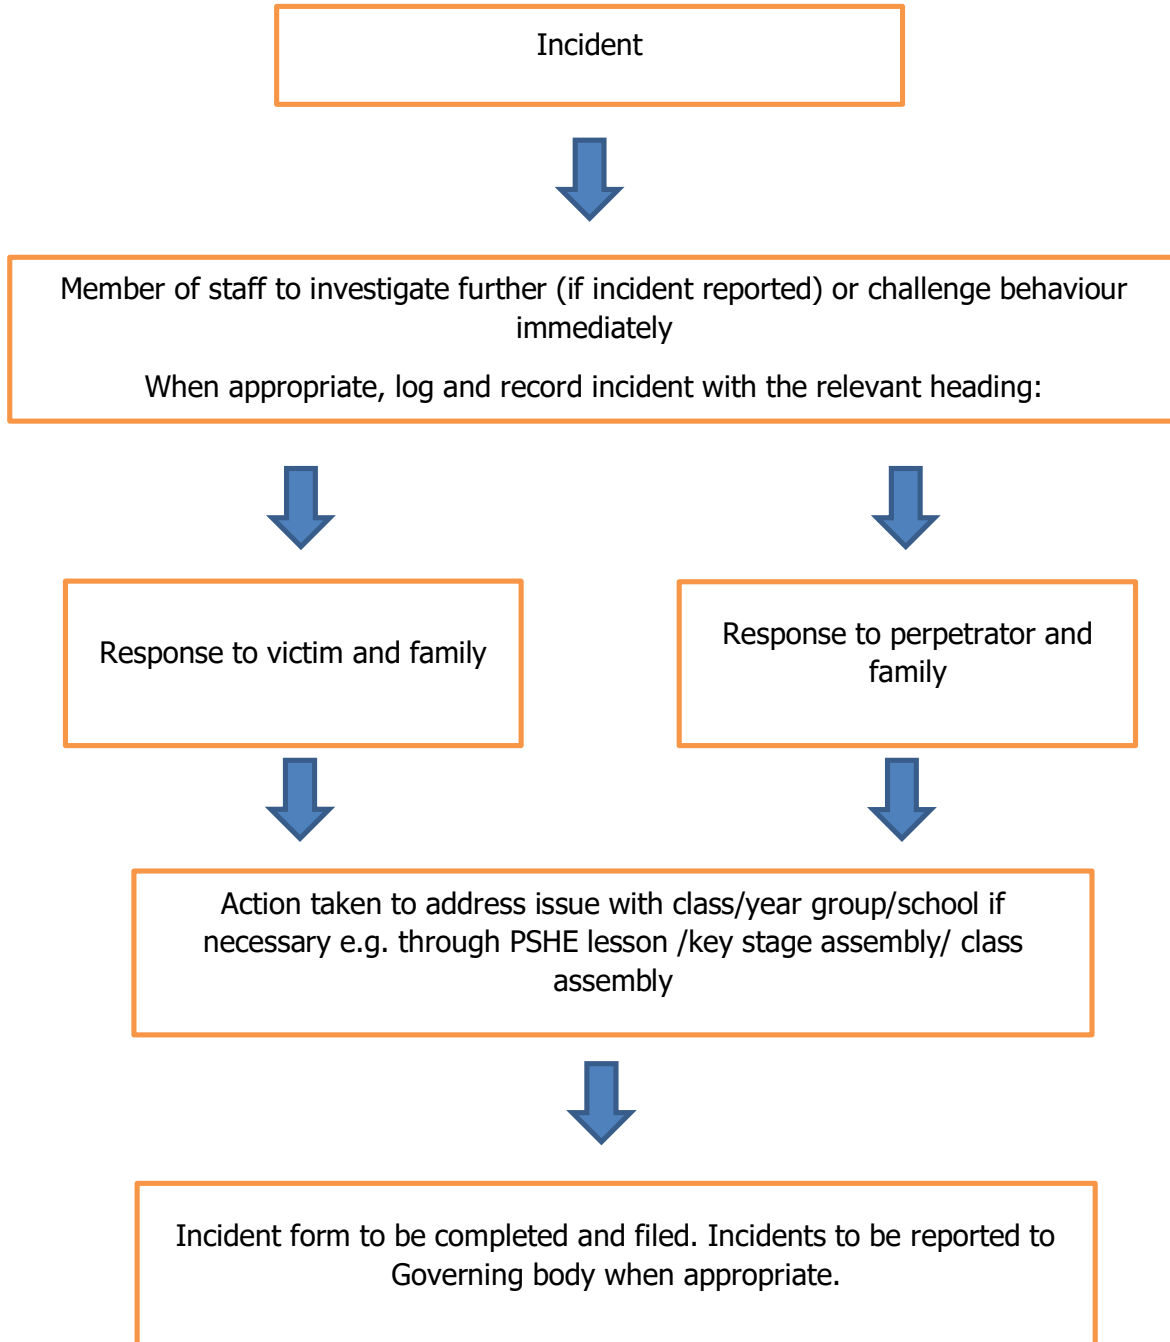 Incident
Member of staff to investigate further (if incident reported) or challenge behaviour
immediately
When appropriate, log and record incident with the relevant heading:
Response to victim and family
Response to perpetrator and
family
Action taken to address issue with class/year group/school if
necessary e.g. through PSHE lesson /key stage assembly/ class
assembly
Incident form to be completed and filed. Incidents to be reported to
Governing body when appropriate.